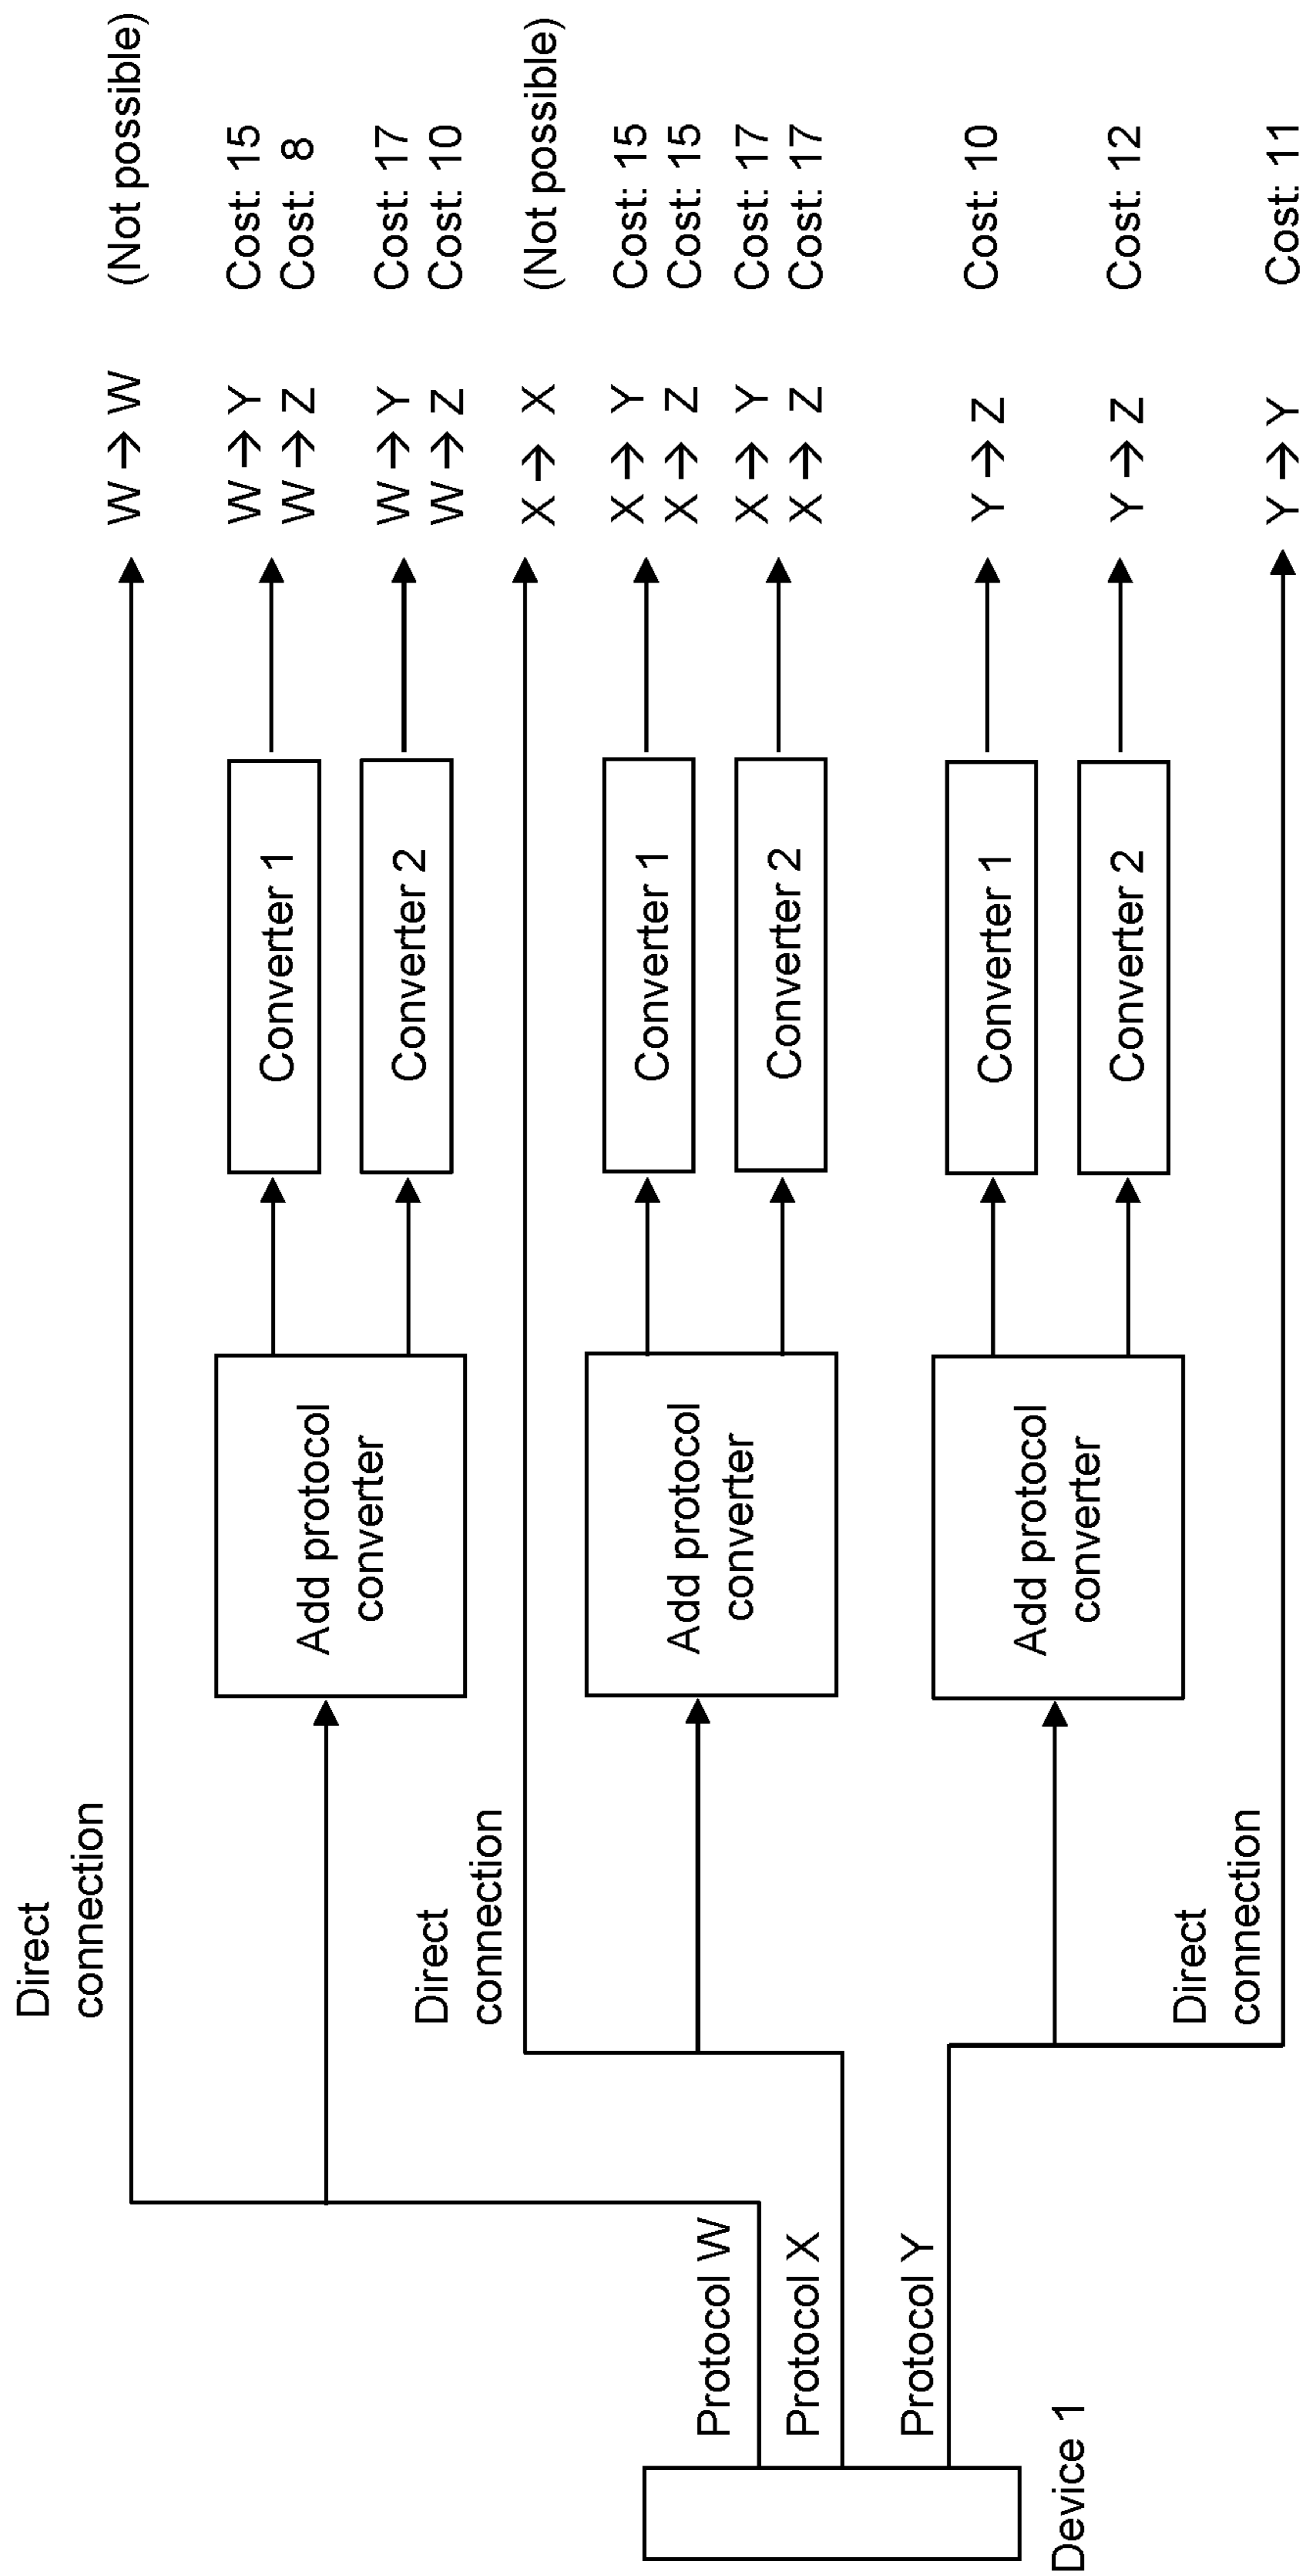 Direct
connection
W → W (Not possible)
Add protocol
converter
Converter 1
W → Y Cost: 15
W → Z Cost: 8
Converter 2
W → Y Cost: 17
W → Z Cost: 10
Direct
connection
X → X (Not possible)
Add protocol
converter
Converter 1
X → Y Cost: 15
X → Z Cost: 15
Converter 2
X → Y Cost: 17
X → Z Cost: 17
Protocol W
Protocol X
Protocol Y
Device 1
Add protocol
converter
Converter 1
Y → Z Cost: 10
Converter 2
Y → Z Cost: 12
Direct
connection
Y → Y Cost: 11